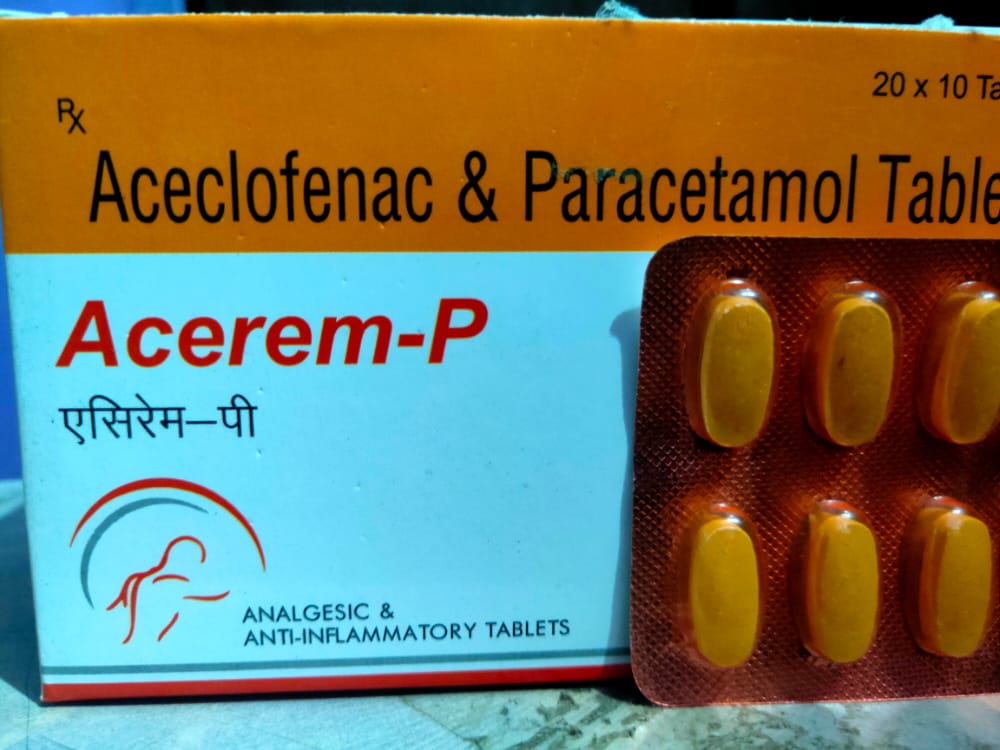 20 x 10 Ta
Rx
Aceclofenac & Paracetamol Table
Acerem-P
एसिरेम-पी
ANALGESIC &
ANTI-INFLAMMATORY TABLETS